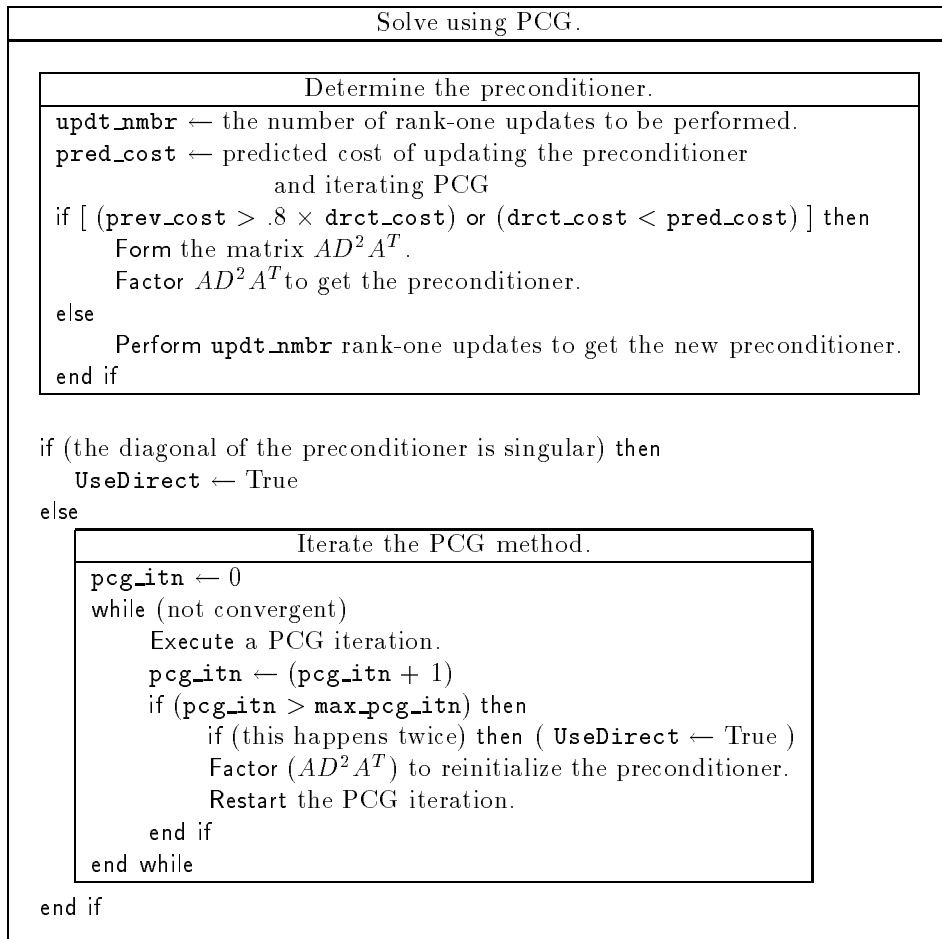 Solve using PCG.
Determine the preconditioner.
updt_nmbr ← the number of rank-one updates to be performed.
pred_cost ← predicted cost of updating the preconditioner
and iterating PCG
if [ (prev_cost > .8 × drct_cost) or (drct_cost < pred_cost) ] then
Form the matrix AD²Aᵀ.
Factor AD²Aᵀ to get the preconditioner.
else
Perform updt_nmbr rank-one updates to get the new preconditioner.
end if
if (the diagonal of the preconditioner is singular) then
UseDirect ← True
else
Iterate the PCG method.
pcg_itn ← 0
while (not convergent)
Execute a PCG iteration.
pcg_itn ← (pcg_itn + 1)
if (pcg_itn > max_pcg_itn) then
if (this happens twice) then ( UseDirect ← True )
Factor (AD²Aᵀ) to reinitialize the preconditioner.
Restart the PCG iteration.
end if
end while
end if